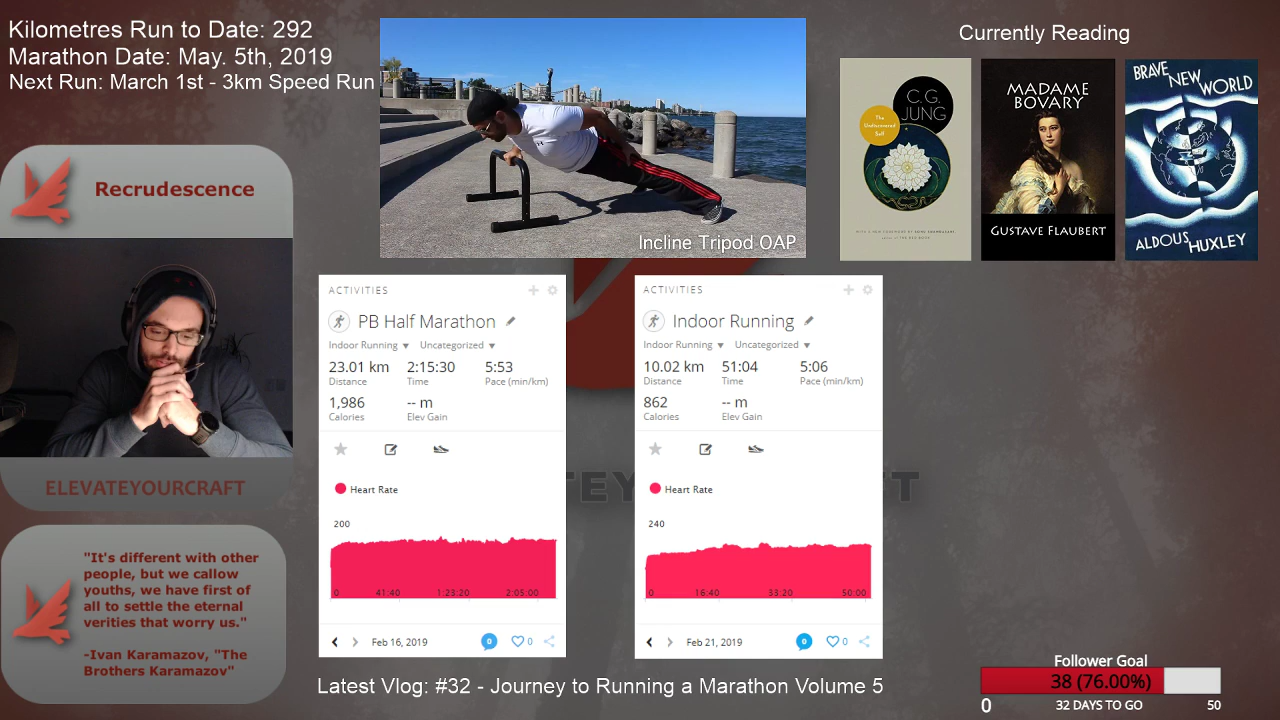 Kilometres Run to Date: 292
Marathon Date: May. 5th, 2019
Next Run: March 1st - 3km Speed Run
Incline Tripod OAP
Currently Reading
C.G.
JUNG
The
Undiscovered
Self
MADAME
BOVARY
GUSTAVE FLAUBERT
BRAVE NEW WORLD
ALDOUS HUXLEY
Recrudescence
ELEVATEYOURCRAFT
"It's different with other
people, but we callow
youths, we have first of
all to settle the eternal
verities that worry us."
-Ivan Karamazov, "The
Brothers Karamazov"
ACTIVITIES
PB Half Marathon
Indoor Running Uncategorized
23.01 km 2:15:30 5:53
Distance Time Pace (min/km)
1,986 -- m
Calories Elev Gain
Heart Rate
200
0 41:40 1:23:20 2:05:00
Feb 16, 2019 0 0
ACTIVITIES
Indoor Running
Indoor Running Uncategorized
10.02 km 51:04 5:06
Distance Time Pace (min/km)
862 -- m
Calories Elev Gain
Heart Rate
240
0 16:40 33:20 50:00
Feb 21, 2019 0 0
Latest Vlog: #32 - Journey to Running a Marathon Volume 5
Follower Goal
38 (76.00%)
0 32 DAYS TO GO 50